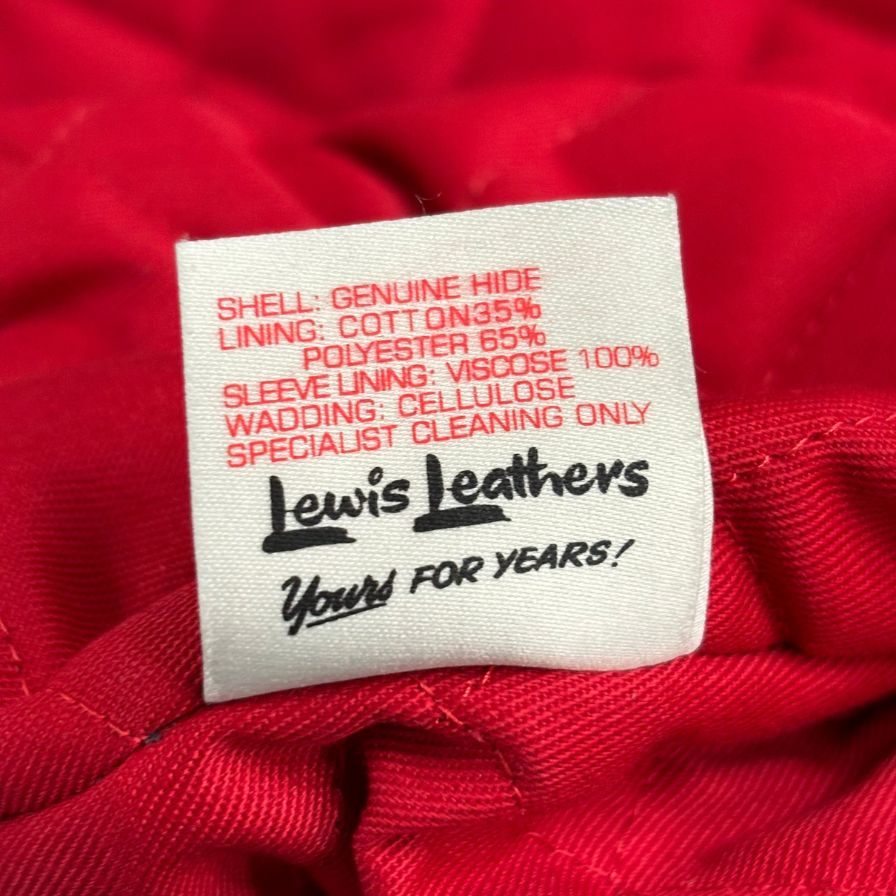 SHELL: GENUINE HIDE
LINING: COTTON35%
POLYESTER 65%
SLEEVE LINING: VISCOSE 100%
WADDING: CELLULOSE
SPECIALIST CLEANING ONLY
Lewis Leathers
Yours FOR YEARS!